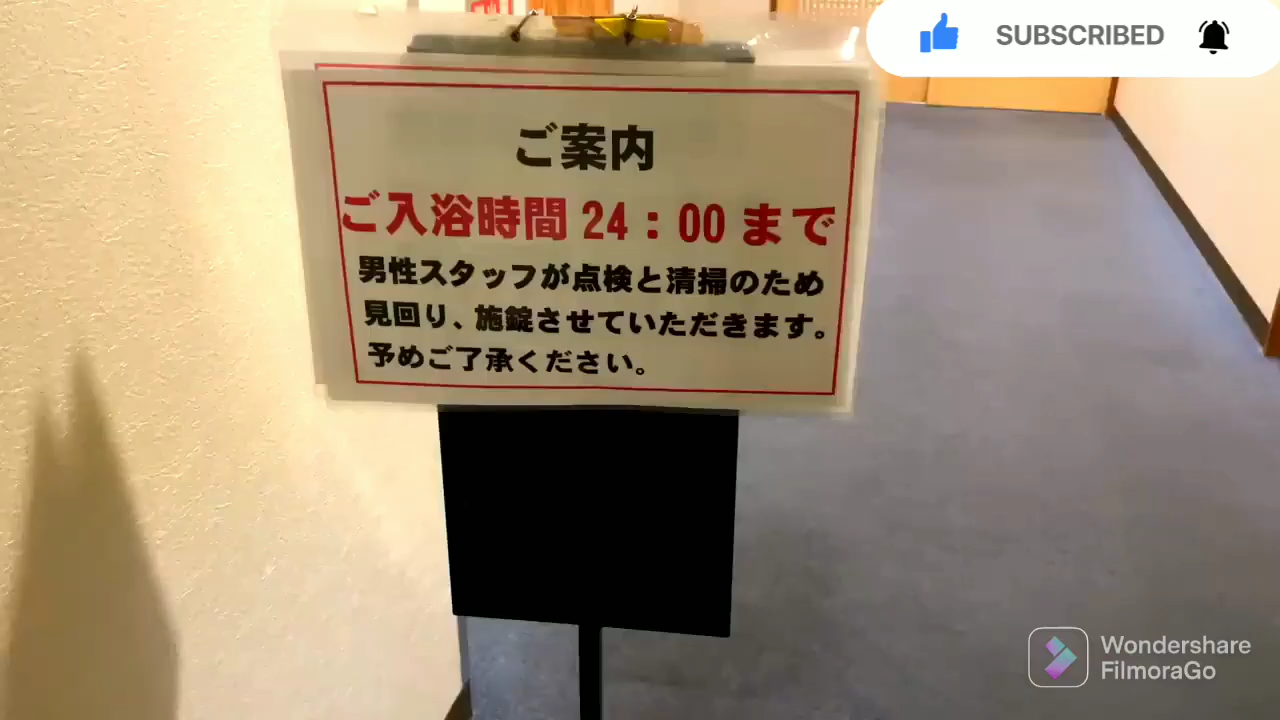 SUBSCRIBED
ご案内
ご入浴時間 24：00 まで
男性スタッフが点検と清掃のため
見回り、施錠させていただきます。
予めご了承ください。
Wondershare
FilmoraGo